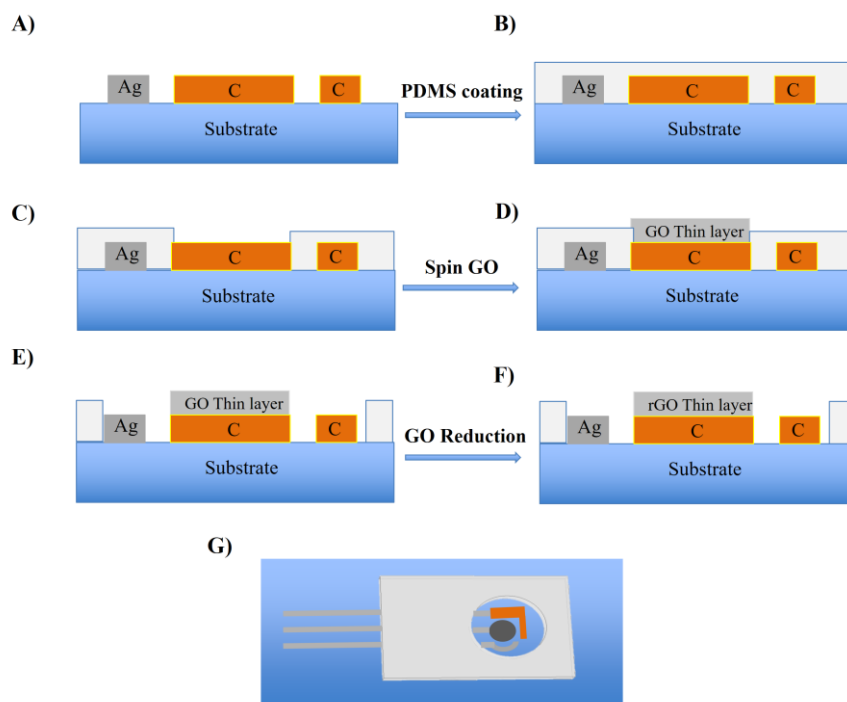 A)
B)
Ag
C
C
PDMS coating
Ag
C
C
Substrate
Substrate
C)
D)
GO Thin layer
Ag
C
C
Spin GO
Ag
C
C
Substrate
Substrate
E)
F)
GO Thin layer
rGO Thin layer
Ag
C
C
GO Reduction
Ag
C
C
Substrate
Substrate
G)